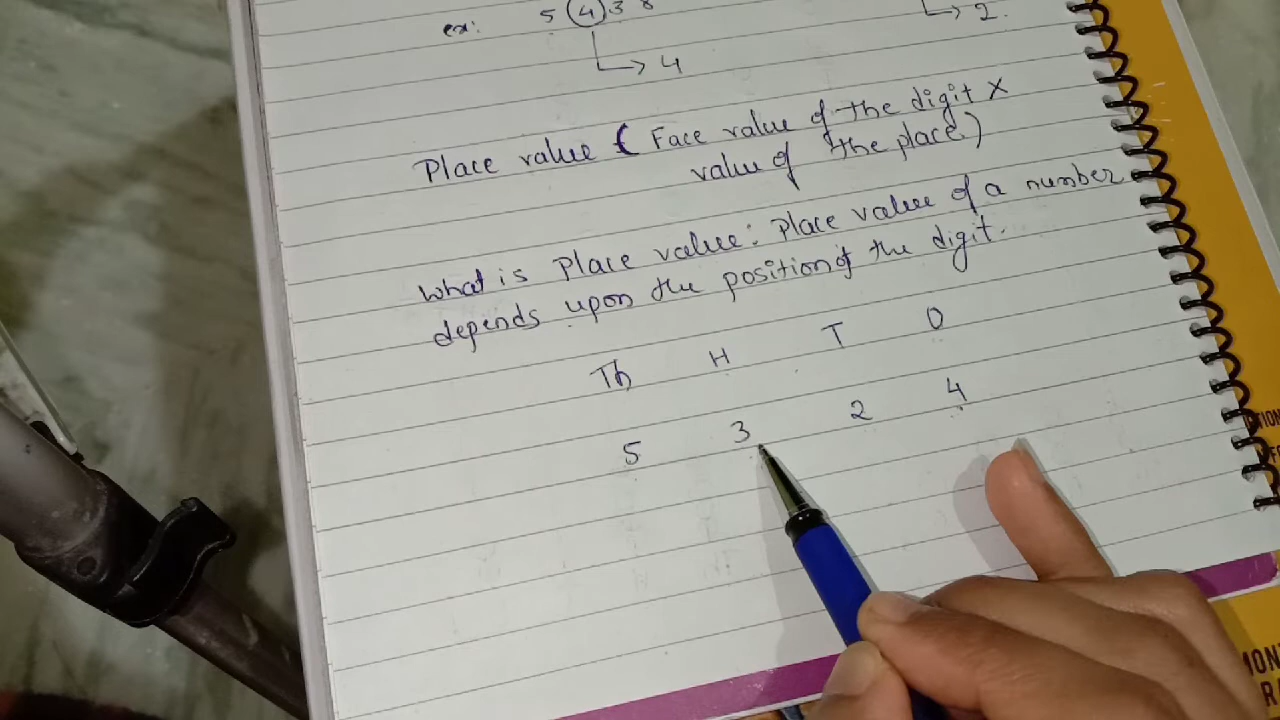 ex: 5 4 3 8
2.
4
Place value ( Face value of the digit X
value of the place)
What is Place value: Place value of a number
depends upon the position of the digit.
Th H T O
5 3 2 4